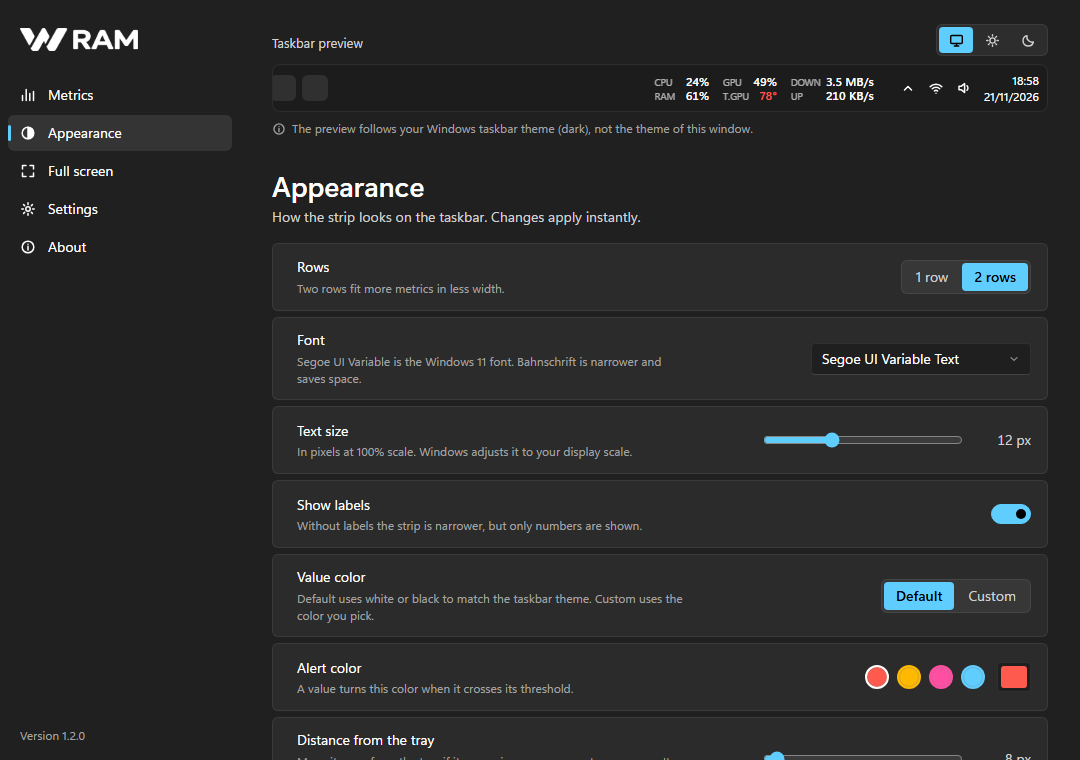 W RAM
Metrics
Appearance
Full screen
Settings
About
Version 1.2.0
Taskbar preview
CPU 24% GPU 49% DOWN 3.5 MB/s
RAM 61% T.GPU 78° UP 210 KB/s
18:58
21/11/2026
The preview follows your Windows taskbar theme (dark), not the theme of this window.
Appearance
How the strip looks on the taskbar. Changes apply instantly.
Rows
Two rows fit more metrics in less width.
1 row 2 rows
Font
Segoe UI Variable is the Windows 11 font. Bahnschrift is narrower and
saves space.
Segoe UI Variable Text
Text size
In pixels at 100% scale. Windows adjusts it to your display scale.
12 px
Show labels
Without labels the strip is narrower, but only numbers are shown.
Value color
Default uses white or black to match the taskbar theme. Custom uses the
color you pick.
Default Custom
Alert color
A value turns this color when it crosses its threshold.
Distance from the tray
8 px